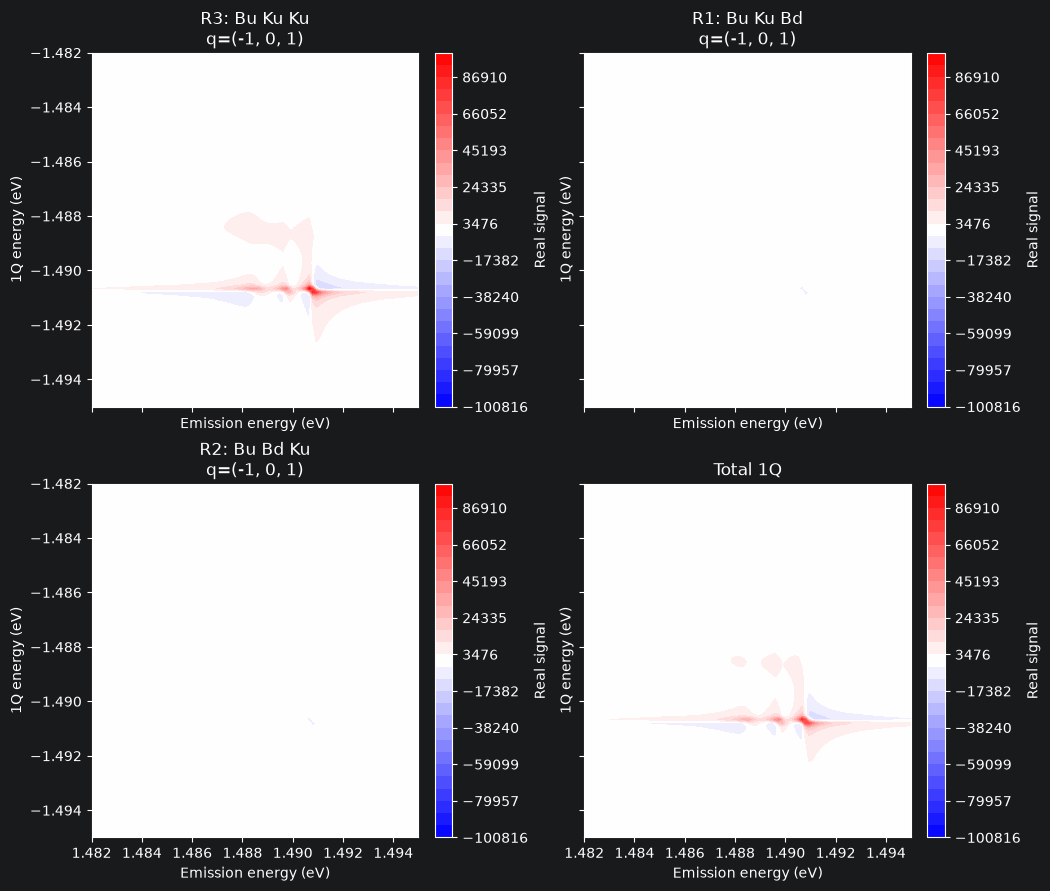 R3: Bu Ku Ku
q=(-1, 0, 1)
−1.482
−1.484
−1.486
−1.488
−1.490
−1.492
−1.494
1Q energy (eV)
Emission energy (eV)
86910
66052
45193
24335
3476
−17382
−38240
−59099
−79957
−100816
Real signal
R1: Bu Ku Bd
q=(-1, 0, 1)
1Q energy (eV)
Emission energy (eV)
86910
66052
45193
24335
3476
−17382
−38240
−59099
−79957
−100816
Real signal
R2: Bu Bd Ku
q=(-1, 0, 1)
−1.482
−1.484
−1.486
−1.488
−1.490
−1.492
−1.494
1Q energy (eV)
1.482 1.484 1.486 1.488 1.490 1.492 1.494
Emission energy (eV)
86910
66052
45193
24335
3476
−17382
−38240
−59099
−79957
−100816
Real signal
Total 1Q
1Q energy (eV)
1.482 1.484 1.486 1.488 1.490 1.492 1.494
Emission energy (eV)
86910
66052
45193
24335
3476
−17382
−38240
−59099
−79957
−100816
Real signal